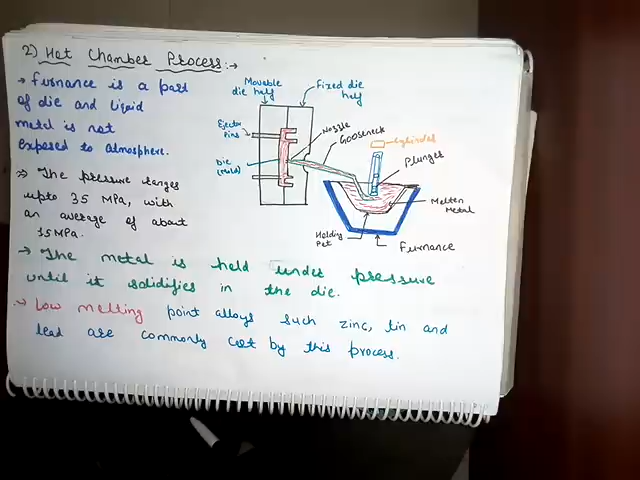 2) Hot Chamber Process:→
→ Furnance is a part
of die and Liquid
metal is not
exposed to atmosphere.
⇒ The pressure ranges
upto 35 MPa, with
an average of about
15MPa.
Movable
die half
Fixed die
half
Ejector
Pins
Nozzle
Gooseneck
Cylinder
Plunger
Die
(mold)
Molten
Metal
Holding
Pot
Furnance
→ The metal is held under pressure
until it solidifies in the die.
→ Low melting point alloys such zinc, tin and
lead are commonly cast by this process.